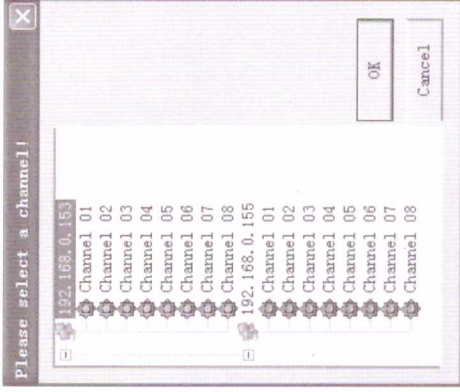 Please select a channel!
192.168.0.153
Channel 01
Channel 02
Channel 03
Channel 04
Channel 05
Channel 06
Channel 07
Channel 08
192.168.0.155
Channel 01
Channel 02
Channel 03
Channel 04
Channel 05
Channel 06
Channel 07
Channel 08
OK
Cancel